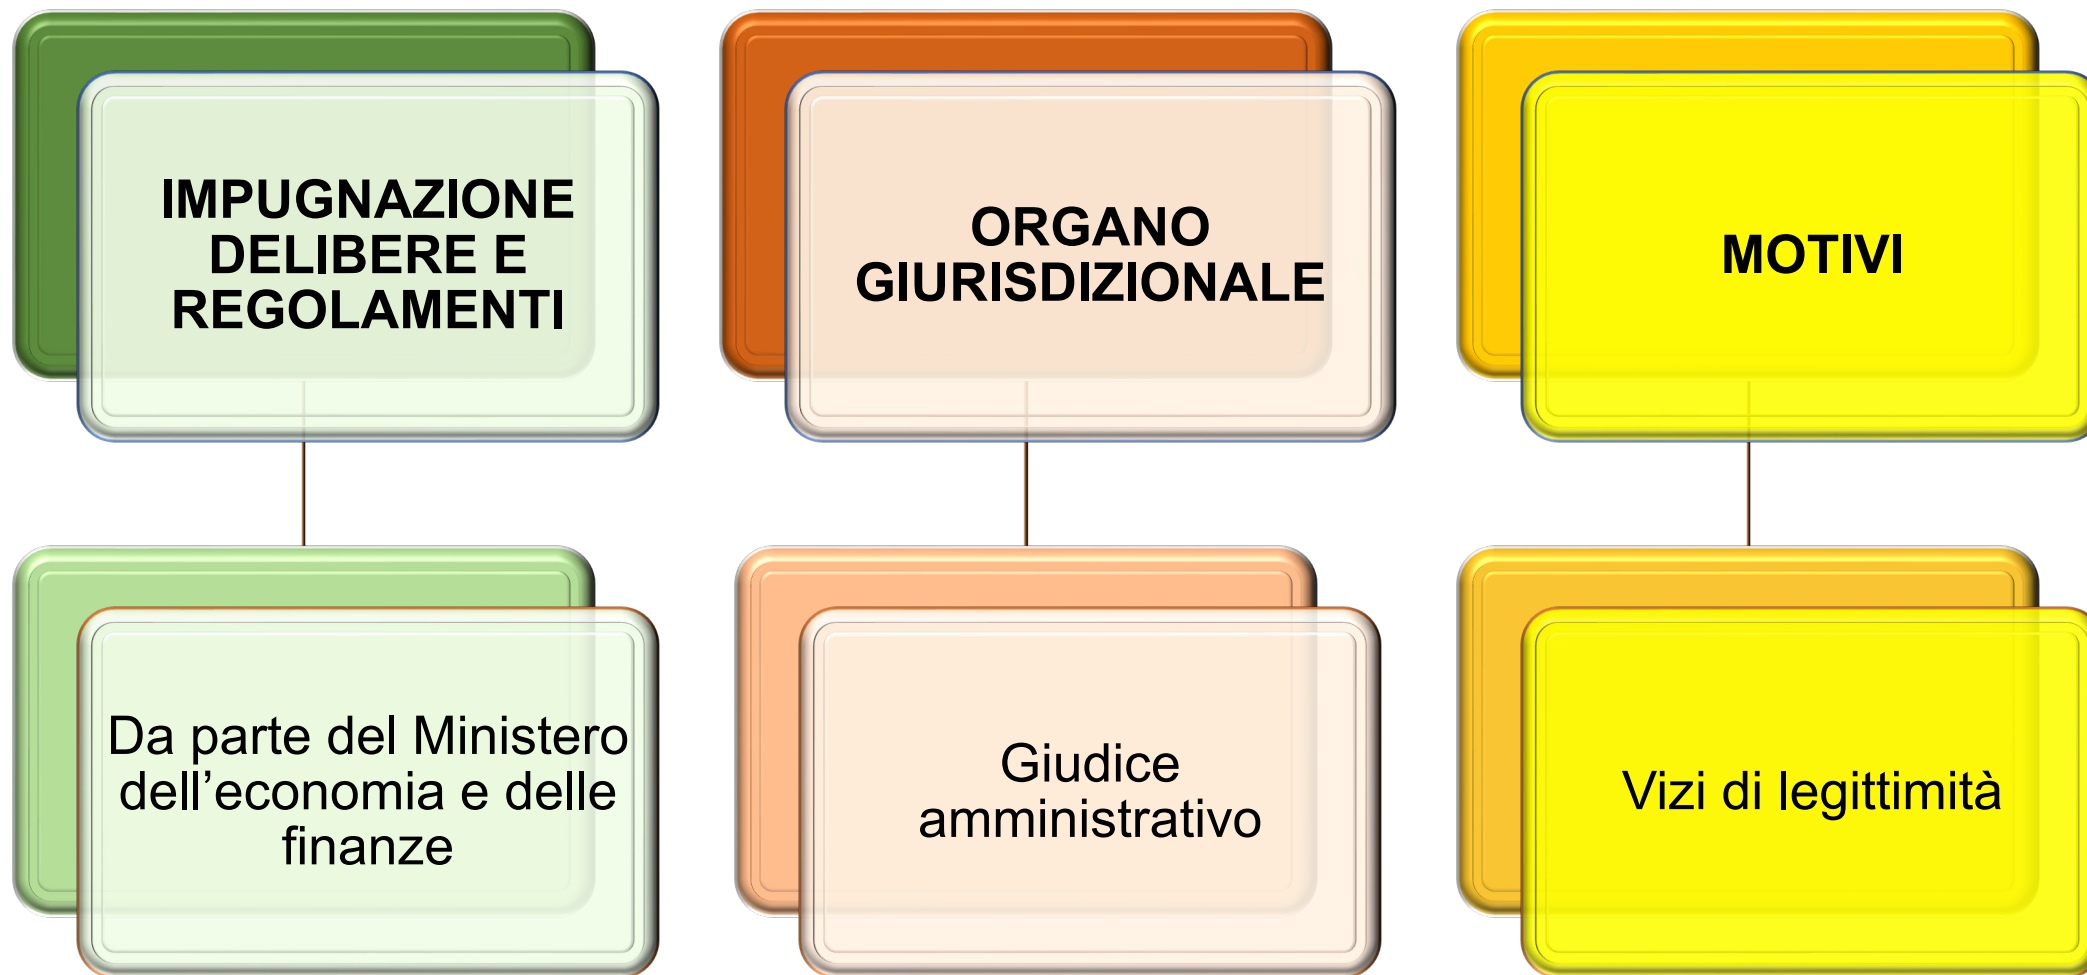 IMPUGNAZIONE
DELIBERE E
REGOLAMENTI
Da parte del Ministero
dell’economia e delle
finanze
ORGANO
GIURISDIZIONALE
Giudice
amministrativo
MOTIVI
Vizi di legittimità